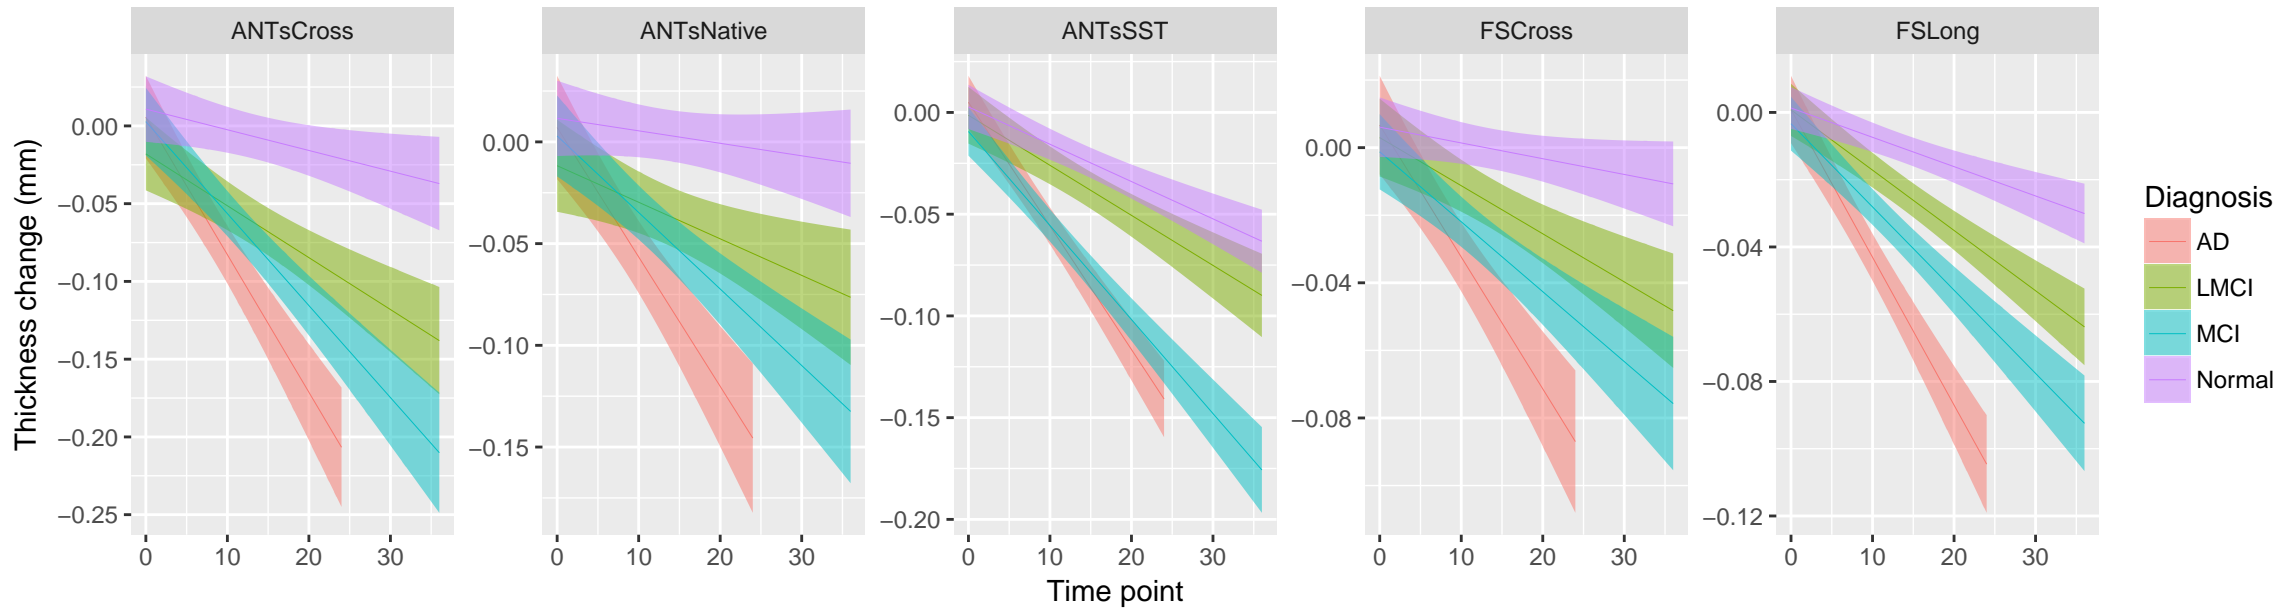 ANTsCross ANTsNative ANTsSST FSCross FSLong
Thickness change (mm)
0.00
−0.05
−0.10
−0.15
−0.20
−0.25
0 10 20 30
0.00
−0.05
−0.10
−0.15
0 10 20 30
0.00
−0.05
−0.10
−0.15
−0.20
0 10 20 30
0.00
−0.04
−0.08
0 10 20 30
0.00
−0.04
−0.08
−0.12
0 10 20 30
Time point
Diagnosis
AD
LMCI
MCI
Normal